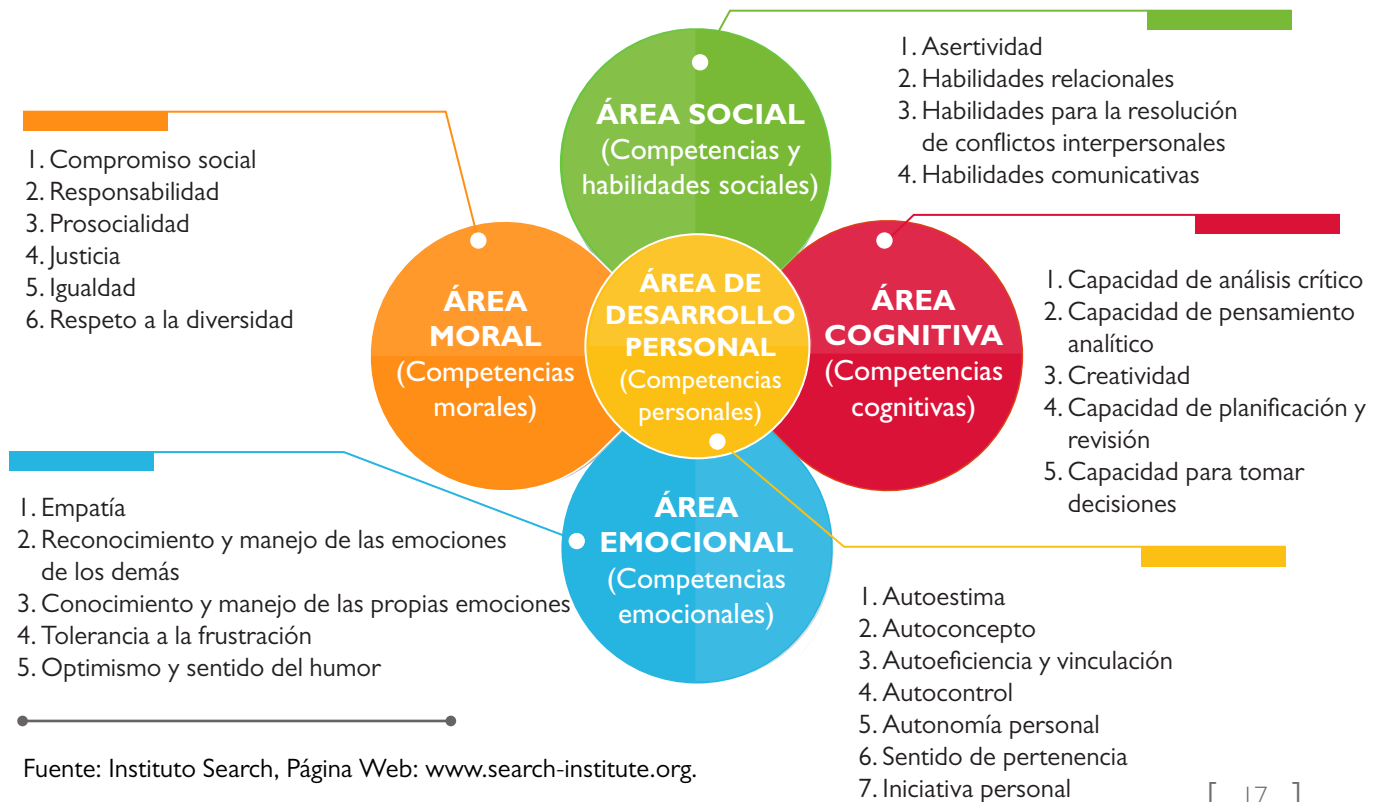 ÁREA SOCIAL
(Competencias y
habilidades sociales)
1. Asertividad
2. Habilidades relacionales
3. Habilidades para la resolución
de conflictos interpersonales
4. Habilidades comunicativas
1. Compromiso social
2. Responsabilidad
3. Prosocialidad
4. Justicia
5. Igualdad
6. Respeto a la diversidad
ÁREA
MORAL
(Competencias
morales)
ÁREA DE
DESARROLLO
PERSONAL
(Competencias
personales)
ÁREA
COGNITIVA
(Competencias
cognitivas)
1. Capacidad de análisis crítico
2. Capacidad de pensamiento
analítico
3. Creatividad
4. Capacidad de planificación y
revisión
5. Capacidad para tomar
decisiones
1. Empatía
2. Reconocimiento y manejo de las emociones
de los demás
3. Conocimiento y manejo de las propias emociones
4. Tolerancia a la frustración
5. Optimismo y sentido del humor
ÁREA
EMOCIONAL
(Competencias
emocionales)
1. Autoestima
2. Autoconcepto
3. Autoeficiencia y vinculación
4. Autocontrol
5. Autonomía personal
6. Sentido de pertenencia
7. Iniciativa personal
Fuente: Instituto Search, Página Web: www.search-institute.org.
[ 17 ]